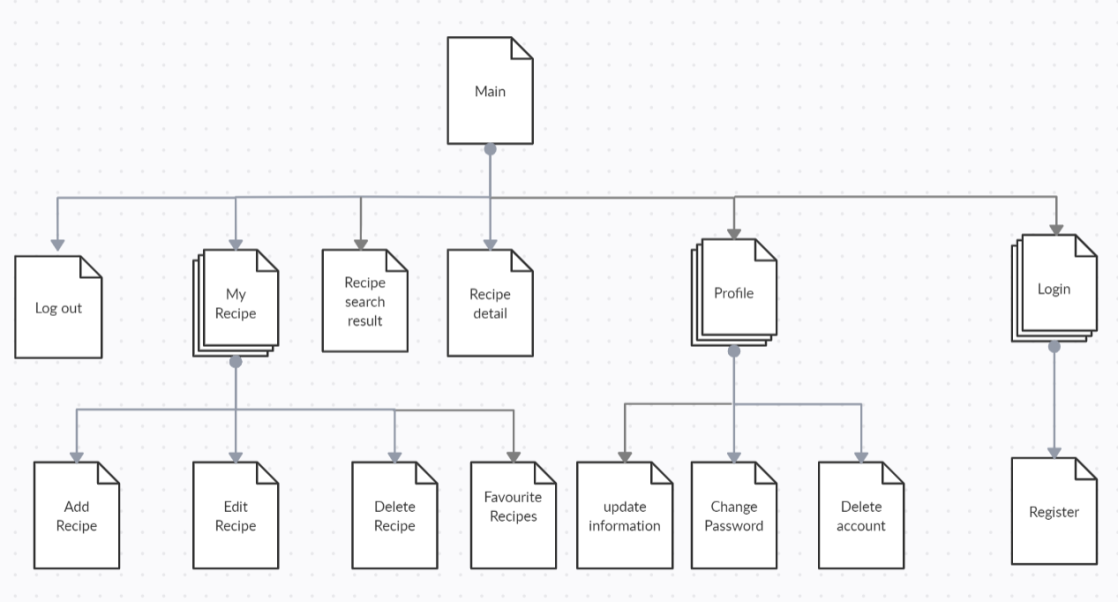 Main
Log out
My
Recipe
Recipe
search
result
Recipe
detail
Profile
Login
Add
Recipe
Edit
Recipe
Delete
Recipe
Favourite
Recipes
update
information
Change
Password
Delete
account
Register